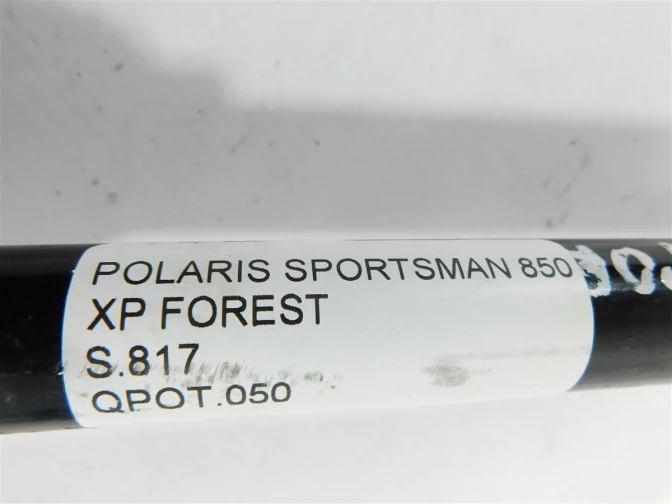 POLARIS SPORTSMAN 850
XP FOREST
S.817
QPOT.050